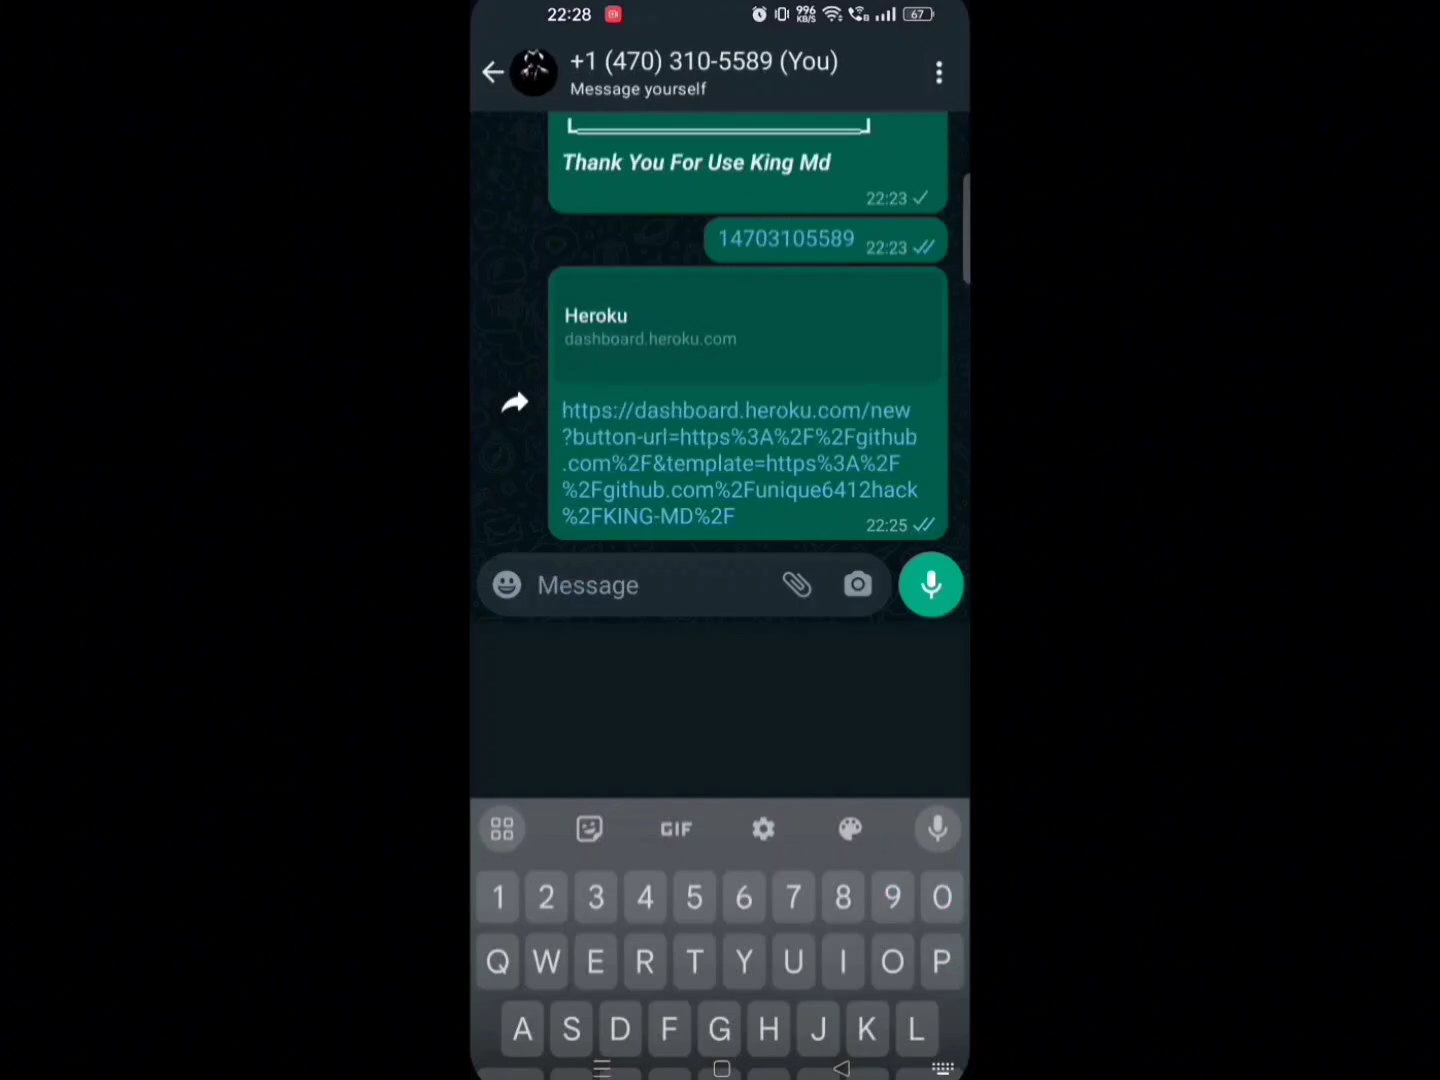 22:28
996
KB/S
67
+1 (470) 310-5589 (You)
Message yourself
Thank You For Use King Md
22:23
14703105589
22:23
Heroku
dashboard.heroku.com
https://dashboard.heroku.com/new
?button-url=https%3A%2F%2Fgithub
.com%2F&template=https%3A%2F
%2Fgithub.com%2Funique6412hack
%2FKING-MD%2F
22:25
Message
GIF
1 2 3 4 5 6 7 8 9 0
Q W E R T Y U I O P
A S D F G H J K L